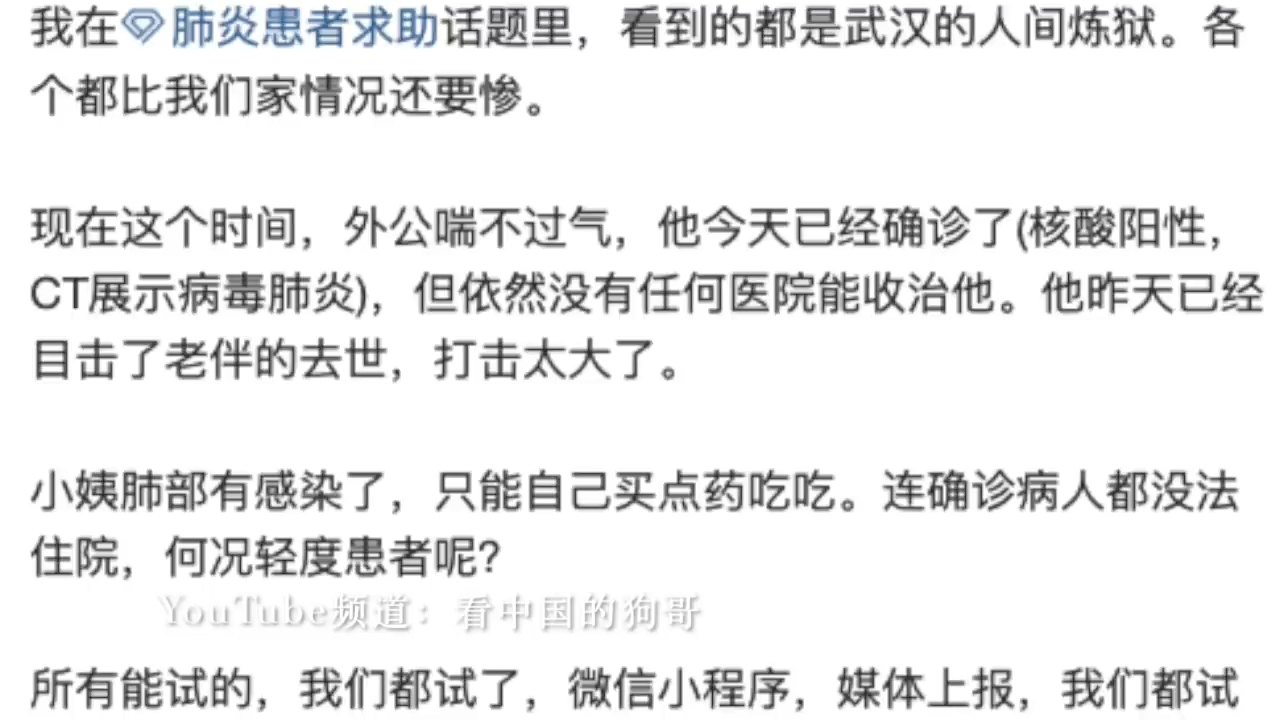 我在肺炎患者求助话题里，看到的都是武汉的人间炼狱。各
个都比我们家情况还要惨。
现在这个时间，外公喘不过气，他今天已经确诊了(核酸阳性，
CT展示病毒肺炎)，但依然没有任何医院能收治他。他昨天已经
目击了老伴的去世，打击太大了。
小姨肺部有感染了，只能自己买点药吃吃。连确诊病人都没法
住院，何况轻度患者呢?
YouTube频道：看中国的狗哥
所有能试的，我们都试了，微信小程序，媒体上报，我们都试